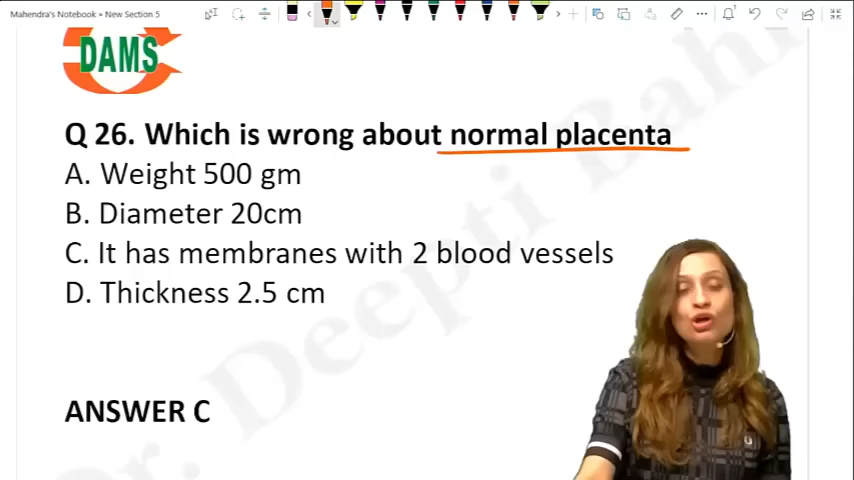 Mahendra's Notebook • New Section 5
DAMS
Q 26. Which is wrong about normal placenta
A. Weight 500 gm
B. Diameter 20cm
C. It has membranes with 2 blood vessels
D. Thickness 2.5 cm
ANSWER C
Dr. Deepti Bahl